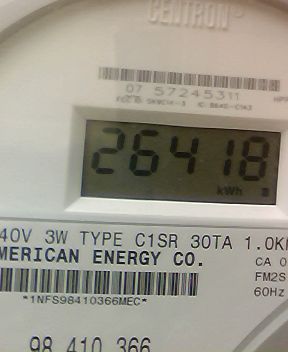 CENTRON®
07 57245311
26418
kWh
40V 3W TYPE C1SR 30TA 1.0K
MERICAN ENERGY CO.
CA 0
FM2S
60Hz
*1NFS98410366MEC*
98 410 366